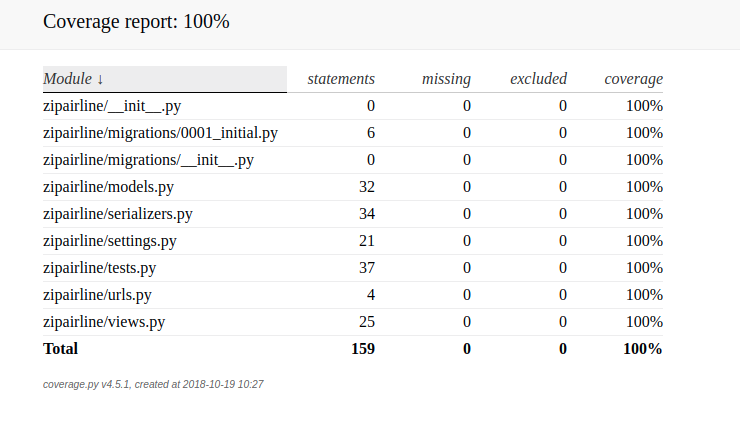 Coverage report: 100%
Module ↓ statements missing excluded coverage
zipairline/__init__.py 0 0 0 100%
zipairline/migrations/0001_initial.py 6 0 0 100%
zipairline/migrations/__init__.py 0 0 0 100%
zipairline/models.py 32 0 0 100%
zipairline/serializers.py 34 0 0 100%
zipairline/settings.py 21 0 0 100%
zipairline/tests.py 37 0 0 100%
zipairline/urls.py 4 0 0 100%
zipairline/views.py 25 0 0 100%
Total 159 0 0 100%
coverage.py v4.5.1, created at 2018-10-19 10:27